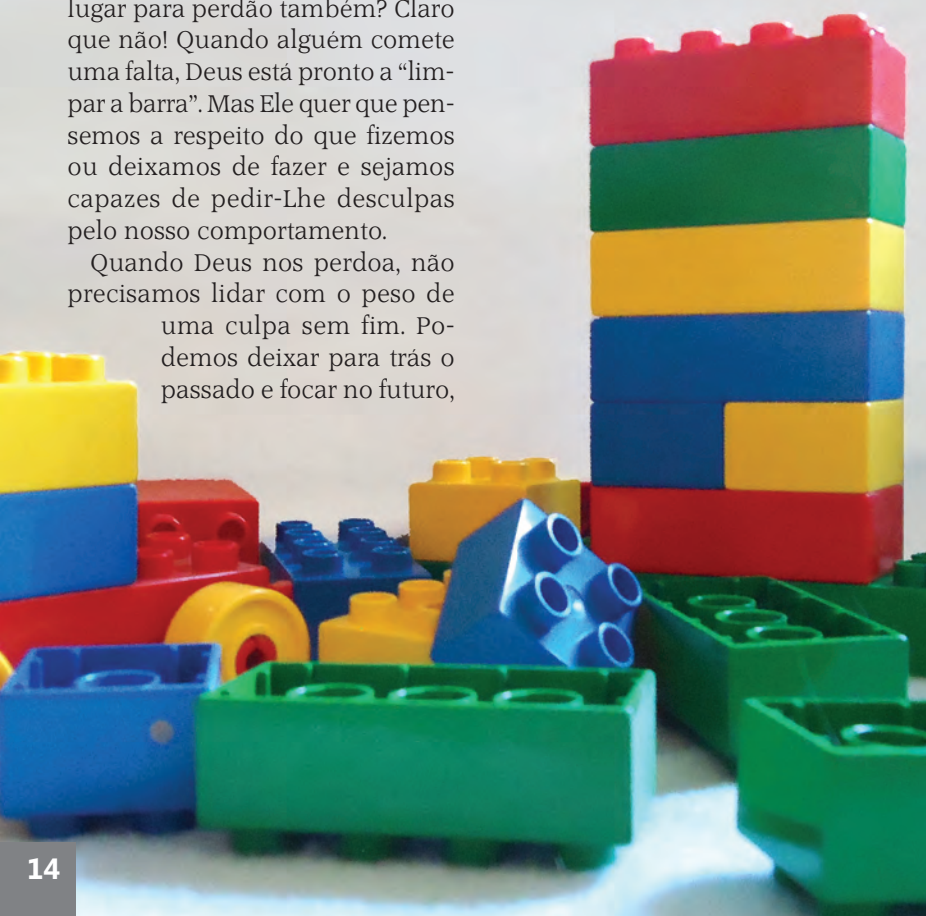 lugar para perdão também? Claro
que não! Quando alguém comete
uma falta, Deus está pronto a “lim-
par a barra”. Mas Ele quer que pen-
semos a respeito do que fizemos
ou deixamos de fazer e sejamos
capazes de pedir-Lhe desculpas
pelo nosso comportamento.
Quando Deus nos perdoa, não
precisamos lidar com o peso de
uma culpa sem fim. Po-
demos deixar para trás o
passado e focar no futuro,
14